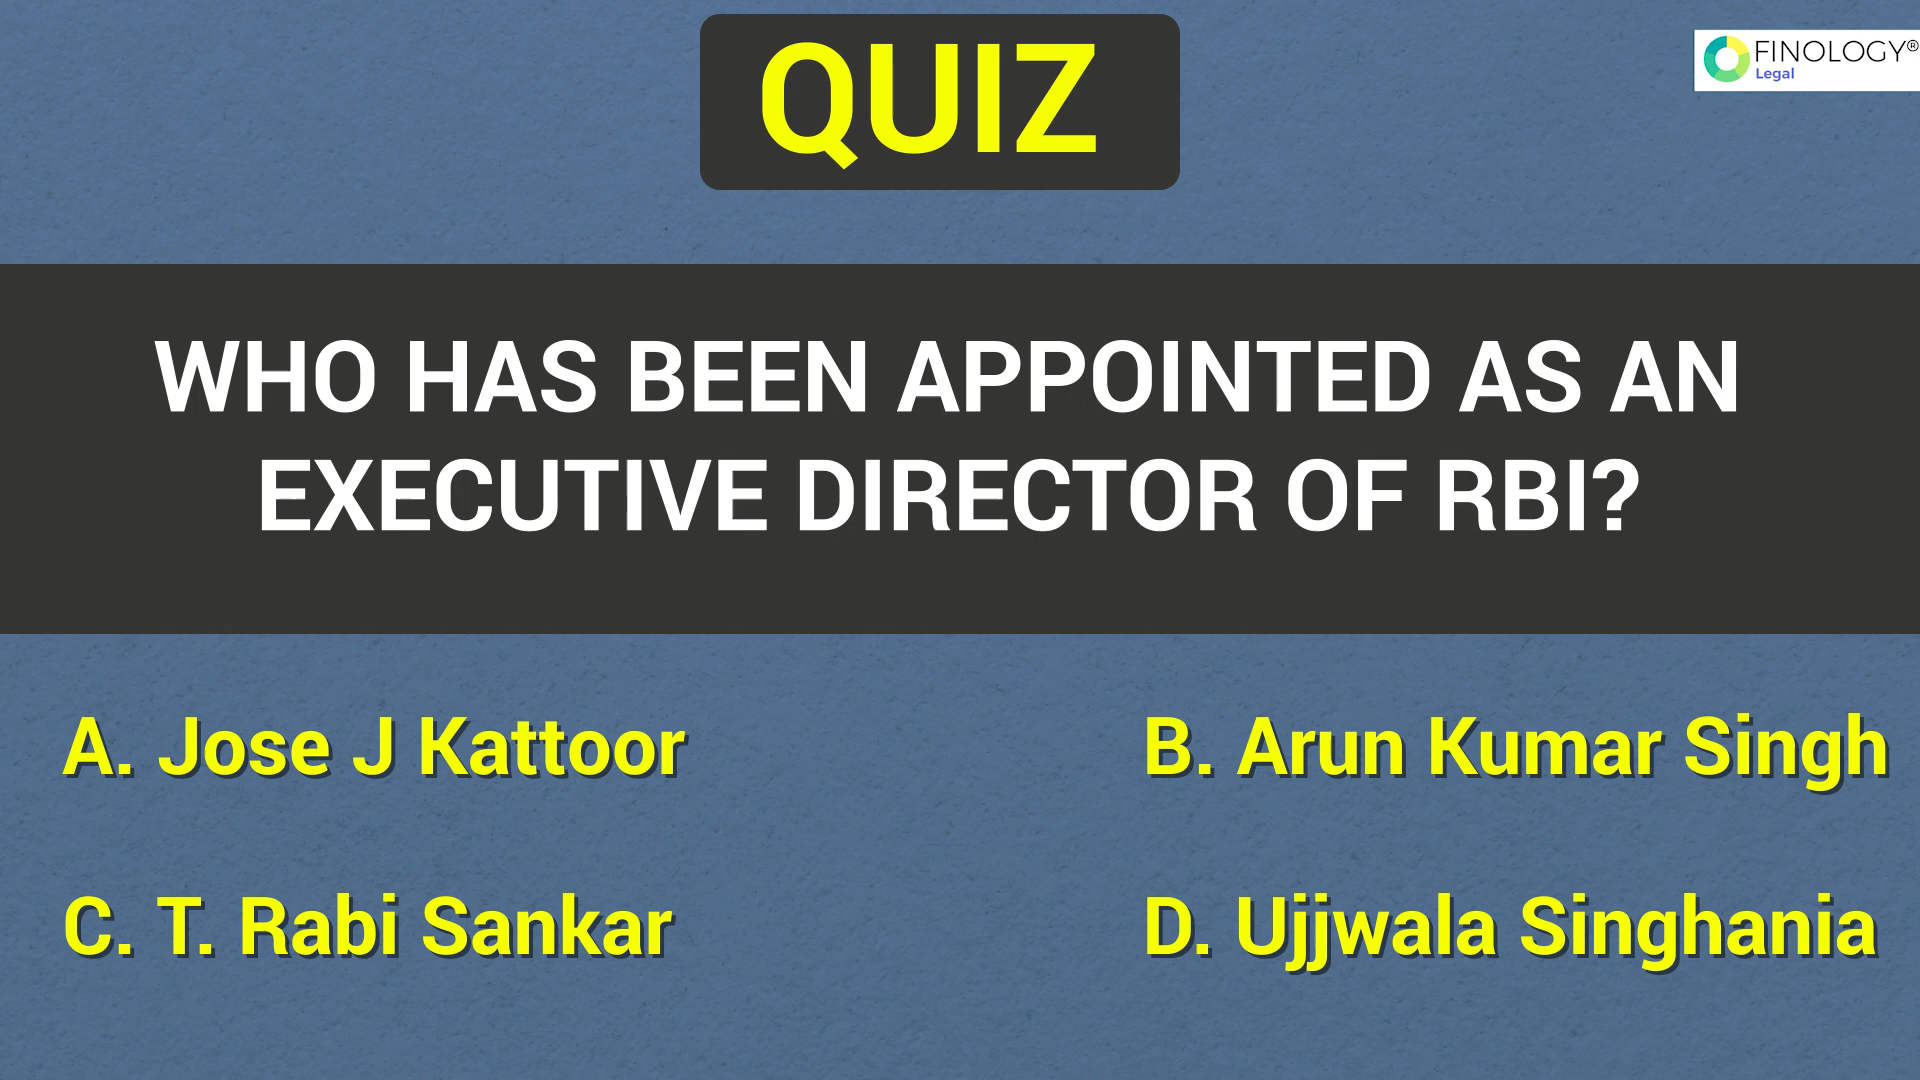 QUIZ
FINOLOGY®
Legal
WHO HAS BEEN APPOINTED AS AN
EXECUTIVE DIRECTOR OF RBI?
A. Jose J Kattoor
B. Arun Kumar Singh
C. T. Rabi Sankar
D. Ujjwala Singhania